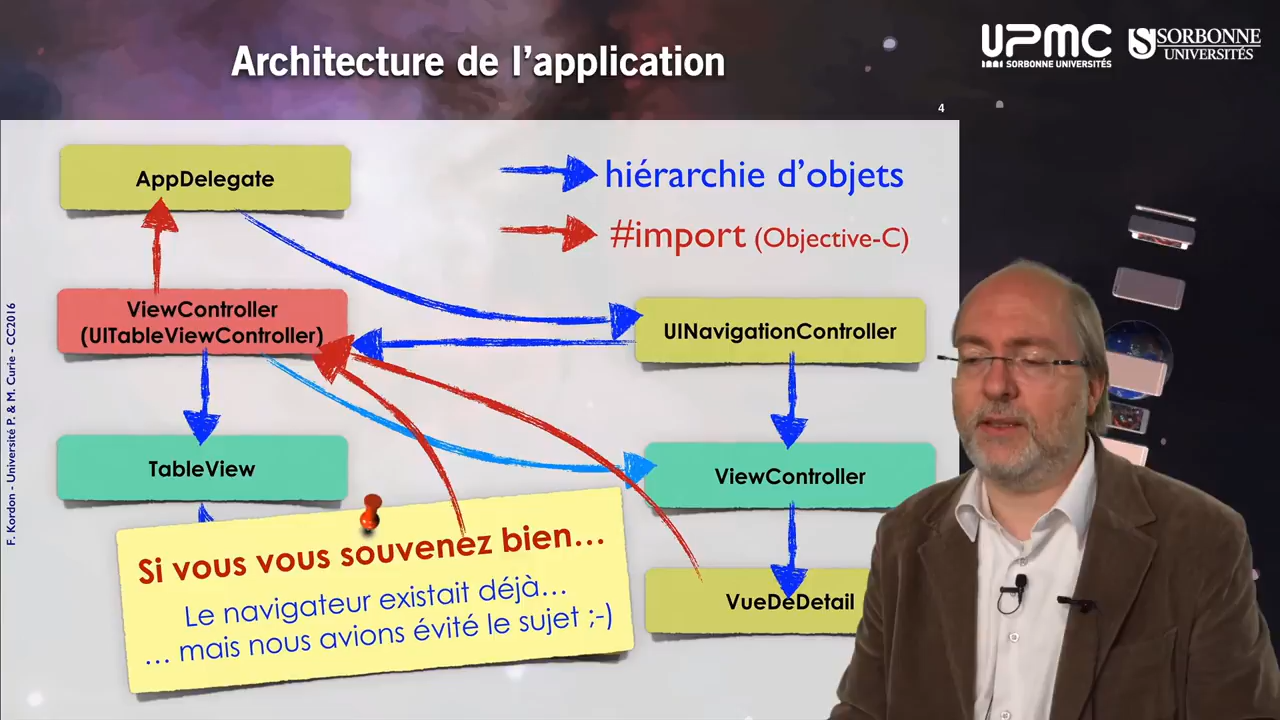 Architecture de l'application
UPMC
SORBONNE UNIVERSITÉS
SORBONNE
UNIVERSITÉS
4
AppDelegate
hiérarchie d'objets
#import (Objective-C)
ViewController
(UITableViewController)
UINavigationController
TableView
ViewController
Si vous vous souvenez bien...
Le navigateur existait déjà...
... mais nous avions évité le sujet ;-)
VueDeDetail
F. Kordon - Université P. & M. Curie - CC2016